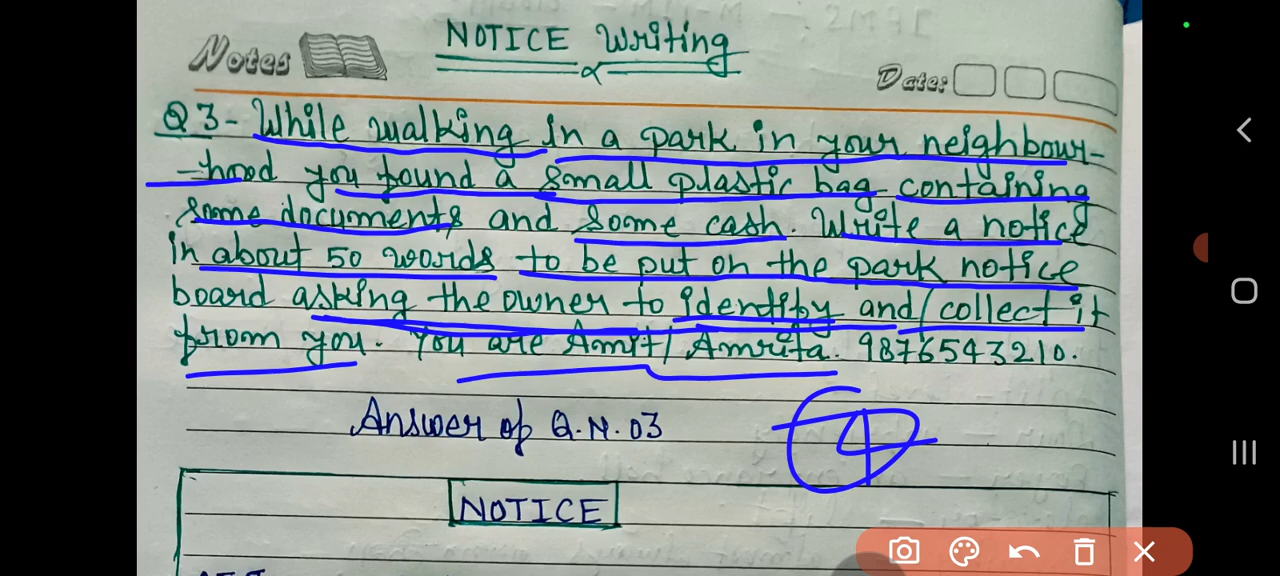 NOTICE Writing
Notes
Date:
Q3- While walking in a park in your neighbour-
-hood you found a small plastic bag containing
some documents and some cash. Write a notice
in about 50 words to be put on the park notice
board asking the owner to identify and/collect it
from you. You are Amit/Amrita. 9876543210.
Answer of Q.N.03
4
NOTICE